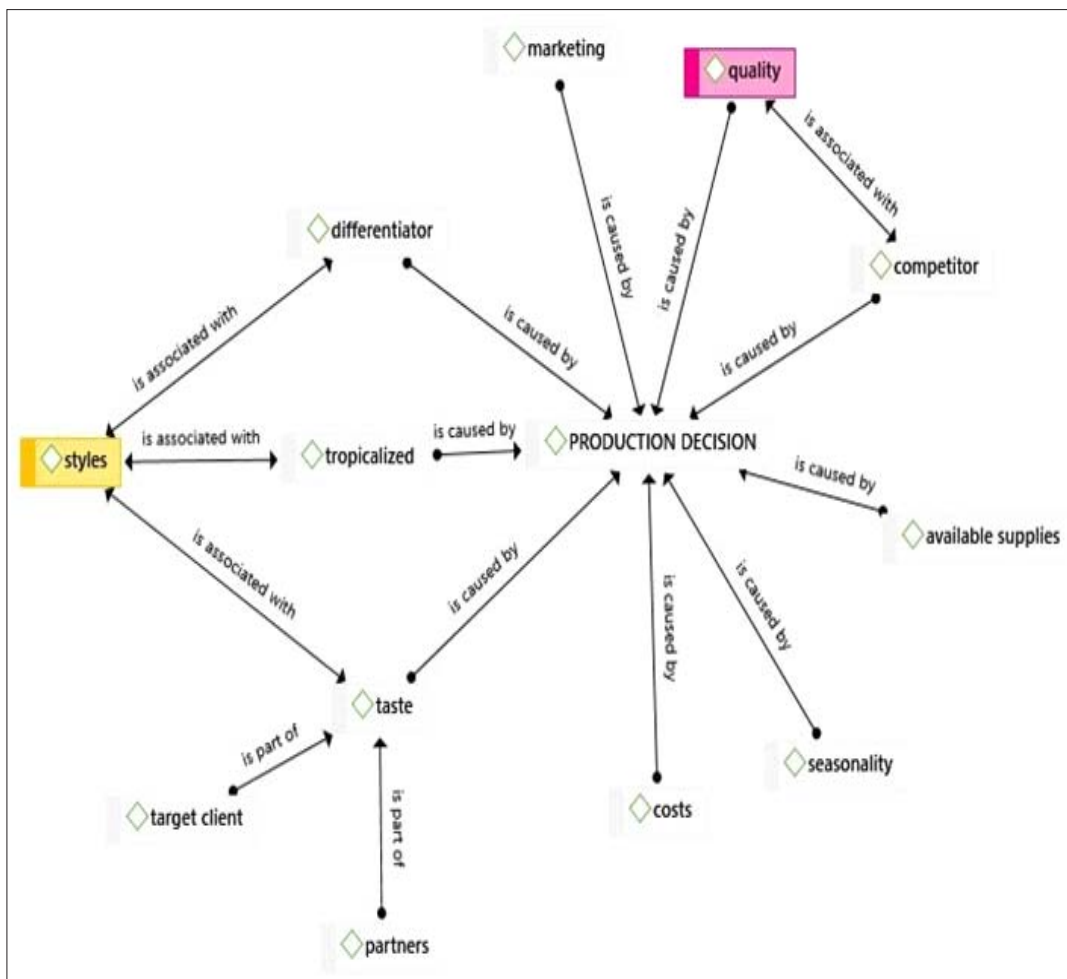 marketing
quality
is associated with
differentiator
is caused by
is caused by
competitor
is associated with
is caused by
is caused by
styles
is associated with
tropicalized
is caused by
PRODUCTION DECISION
is caused by
available supplies
is associated with
is caused by
is caused by
is caused by
taste
is part of
target client
is part of
seasonality
costs
partners